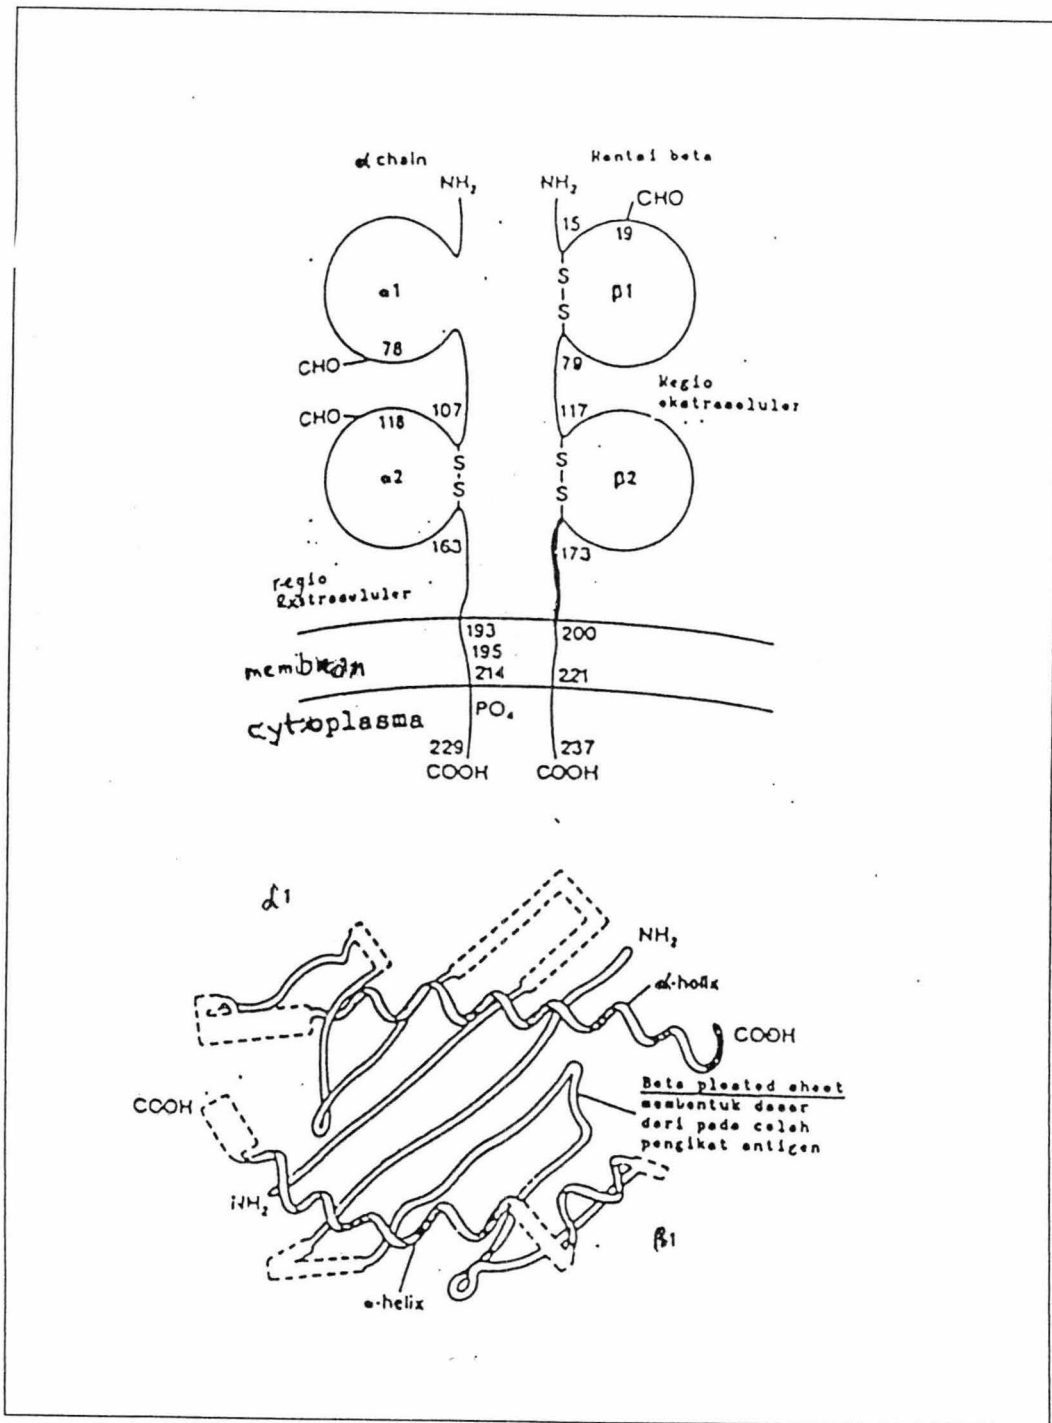 α chain
Rantai beta
NH₂
NH₂
CHO
15
19
S
S
α1
β1
78
CHO
79
Regio
ekstraseluler
CHO
118
107
117
S
S
S
S
α2
β2
163
173
regio
Extraseluler
193
200
195
membran
214
221
PO₄
cytoplasma
229
237
COOH
COOH
α1
NH₂
α-helix
COOH
Beta pleated sheet
membentuk dasar
dari pada celah
pengikat antigen
COOH
NH₂
β1
α-helix